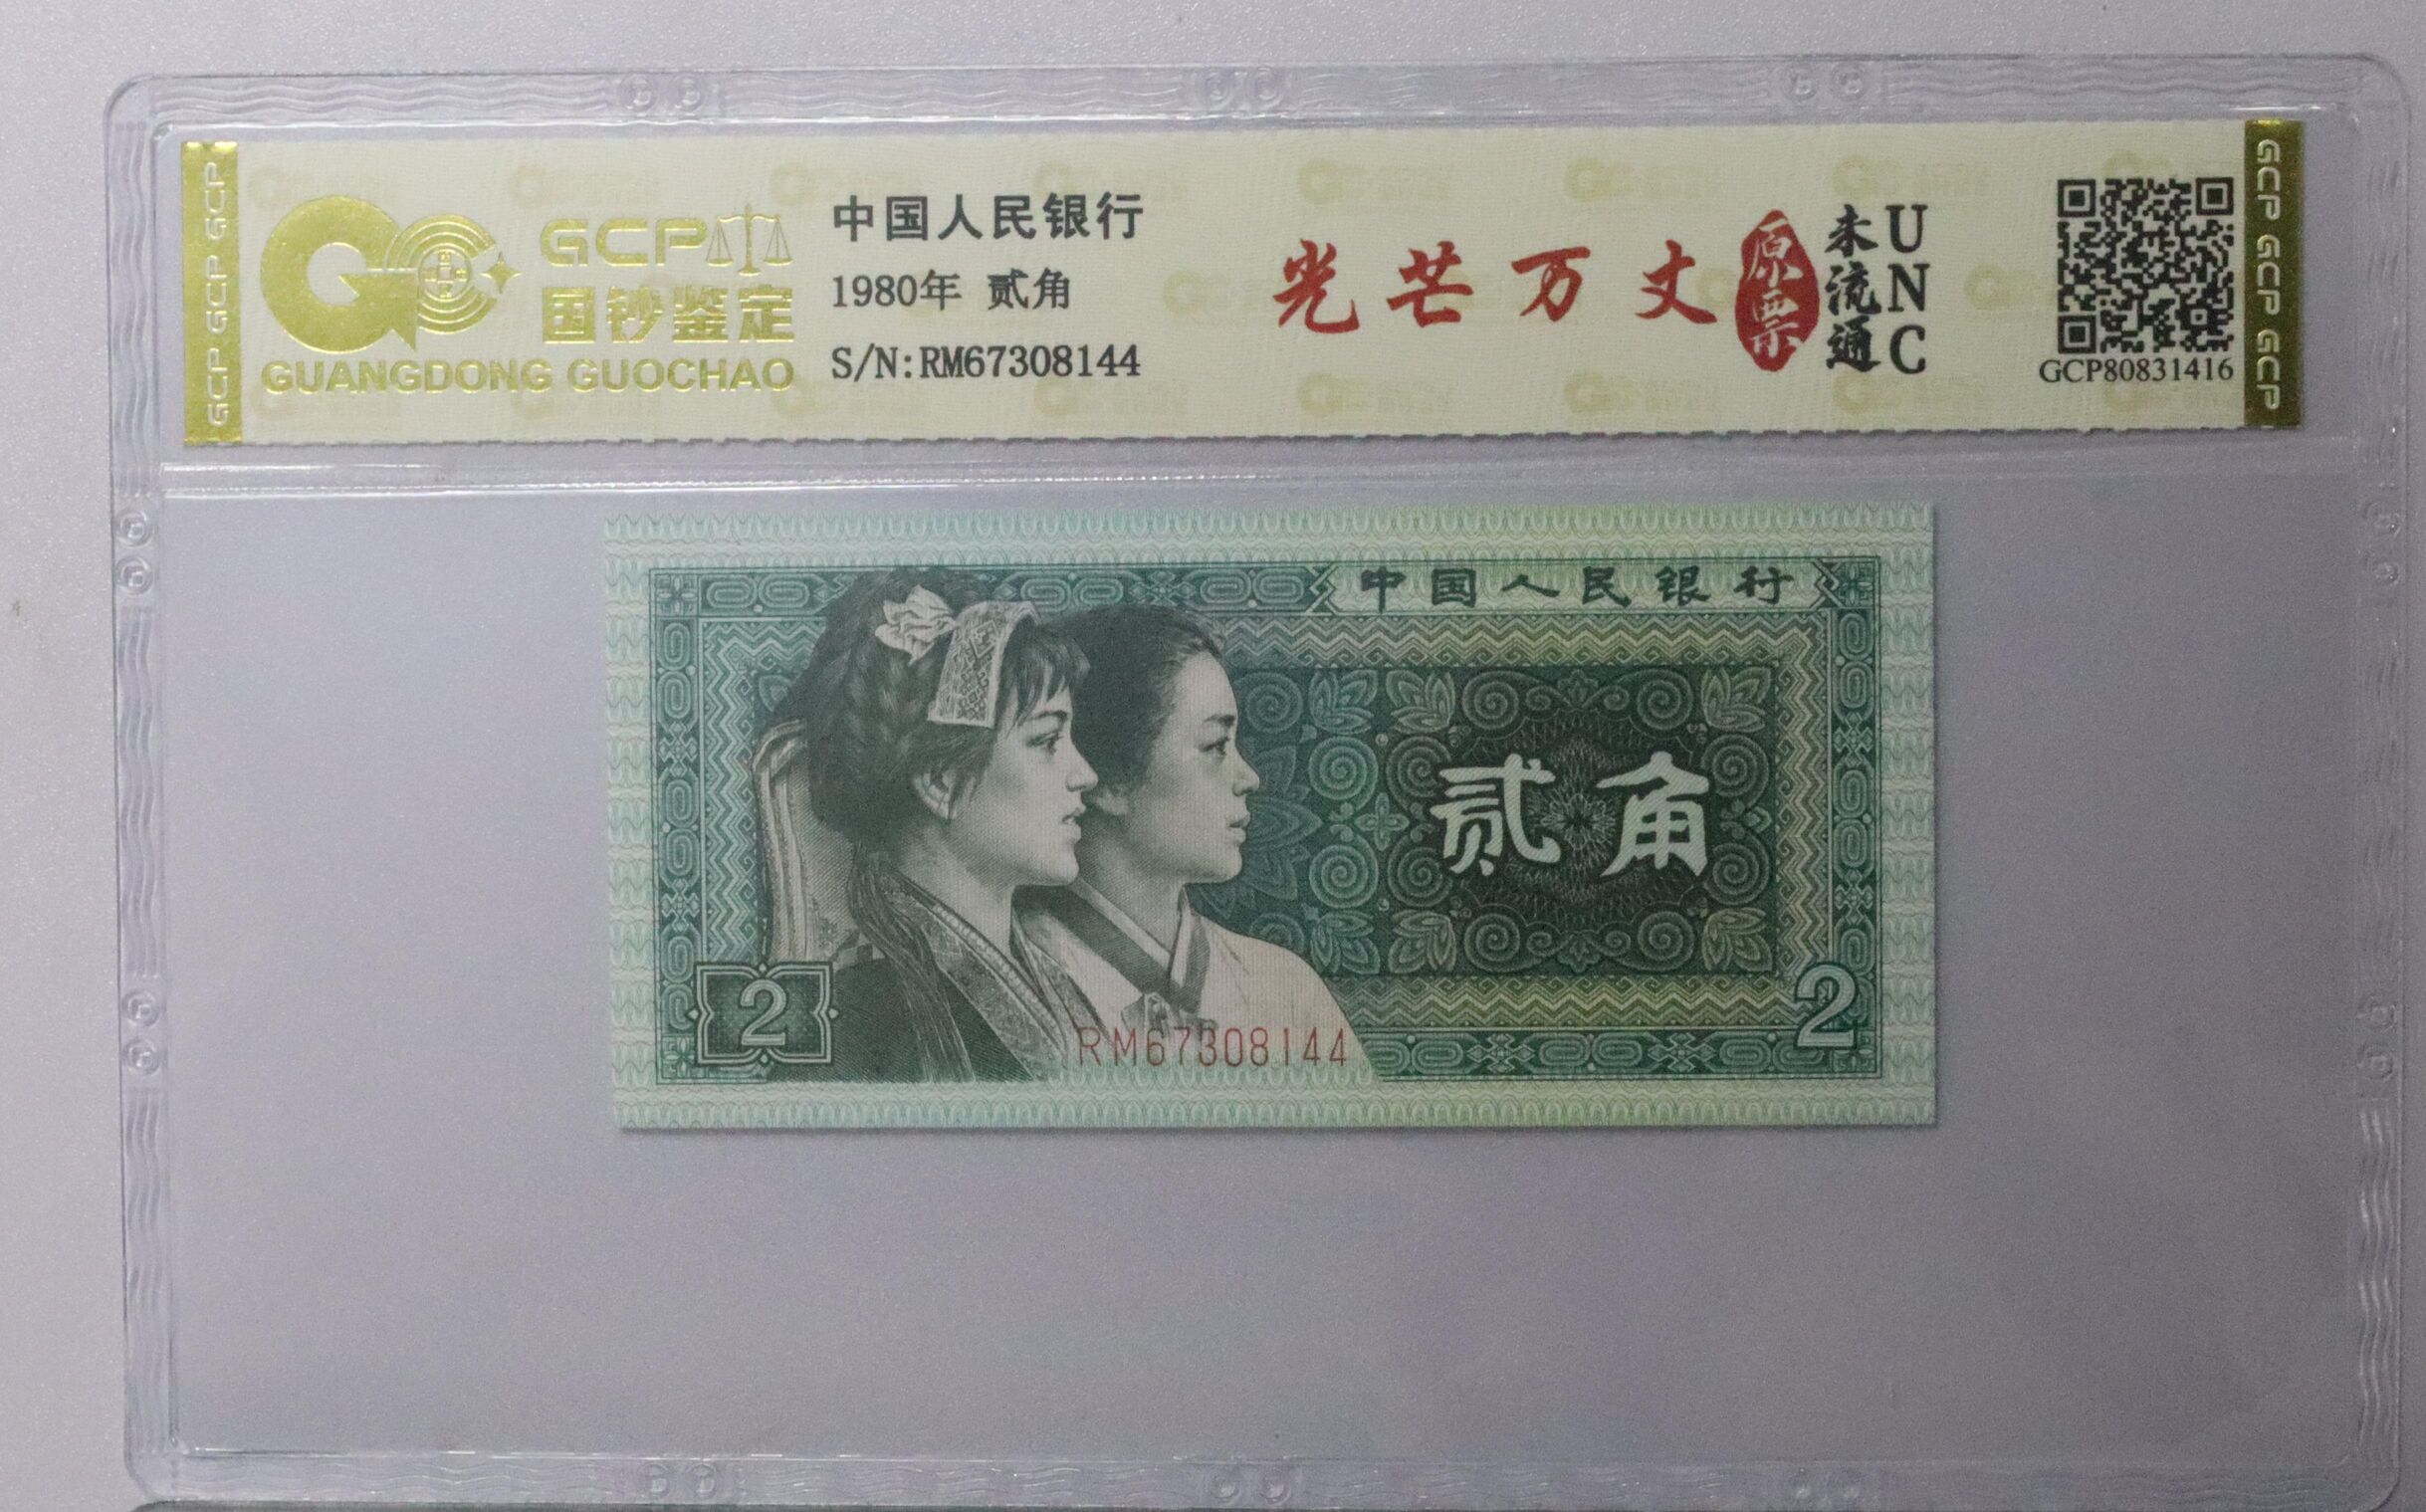 GCP GCP GCP
GCP
国钞鉴定
GUANGDONG GUOCHAO
中国人民银行
1980年 贰角
S/N:RM67308144
光芒万丈
原票
未流通
UNC
GCP80831416
GCP GCP GCP
中国人民银行
贰角
2
2
RM67308144